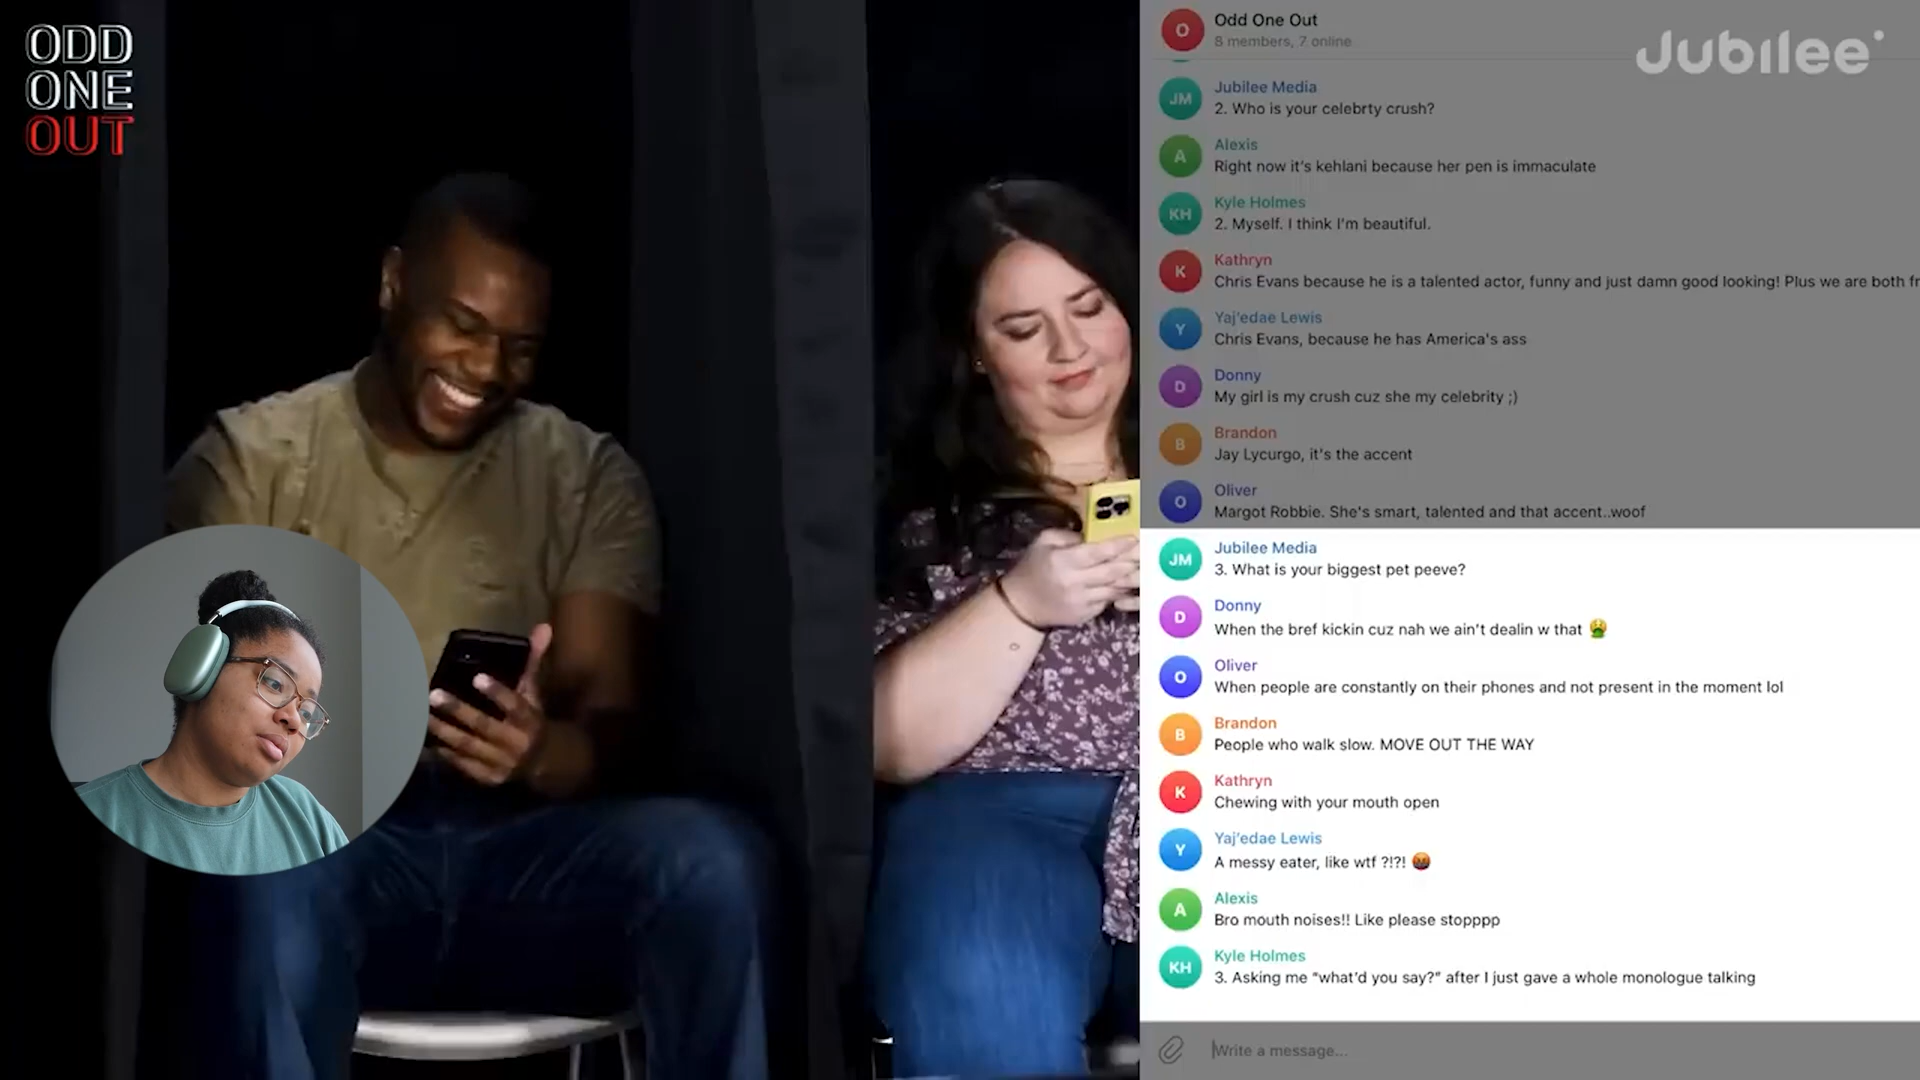 ODD
ONE
OUT
O
Odd One Out
8 members, 7 online
Jubilee
JM
Jubilee Media
2. Who is your celebrty crush?
A
Alexis
Right now it's kehlani because her pen is immaculate
KH
Kyle Holmes
2. Myself. I think I'm beautiful.
K
Kathryn
Chris Evans because he is a talented actor, funny and just damn good looking! Plus we are both fr
Y
Yaj'edae Lewis
Chris Evans, because he has America's ass
D
Donny
My girl is my crush cuz she my celebrity ;)
B
Brandon
Jay Lycurgo, it's the accent
O
Oliver
Margot Robbie. She's smart, talented and that accent..woof
JM
Jubilee Media
3. What is your biggest pet peeve?
D
Donny
When the bref kickin cuz nah we ain't dealin w that 🤮
O
Oliver
When people are constantly on their phones and not present in the moment lol
B
Brandon
People who walk slow. MOVE OUT THE WAY
K
Kathryn
Chewing with your mouth open
Y
Yaj'edae Lewis
A messy eater, like wtf ?!?! 🤬
A
Alexis
Bro mouth noises!! Like please stopppp
KH
Kyle Holmes
3. Asking me “what'd you say?” after I just gave a whole monologue talking
Write a message...